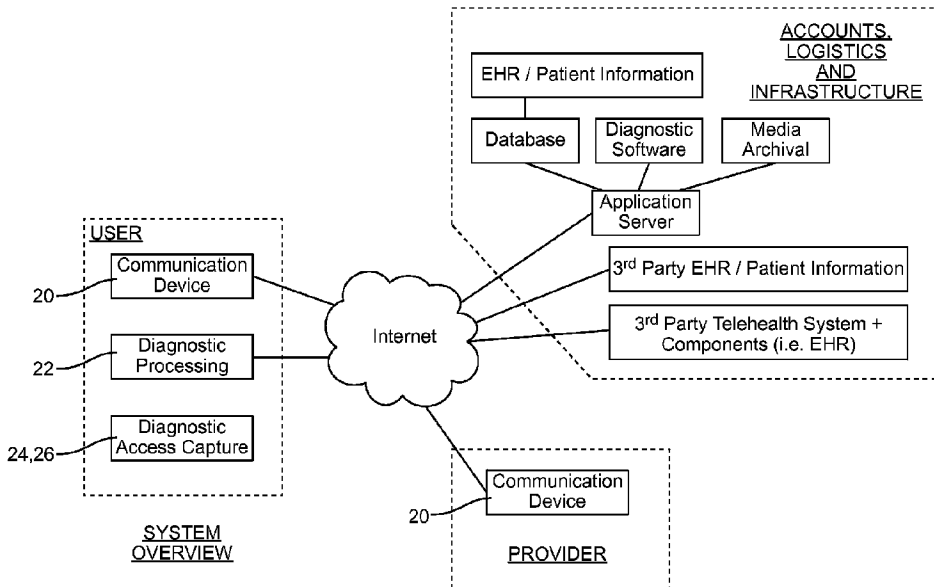 ACCOUNTS,
LOGISTICS
AND
INFRASTRUCTURE
EHR / Patient Information
Database
Diagnostic
Software
Media
Archival
Application
Server
USER
Communication
Device
20
3rd Party EHR / Patient Information
Internet
3rd Party Telehealth System +
Components (i.e. EHR)
Diagnostic
Processing
22
Diagnostic
Access Capture
24,26
Communication
Device
20
SYSTEM
OVERVIEW
PROVIDER